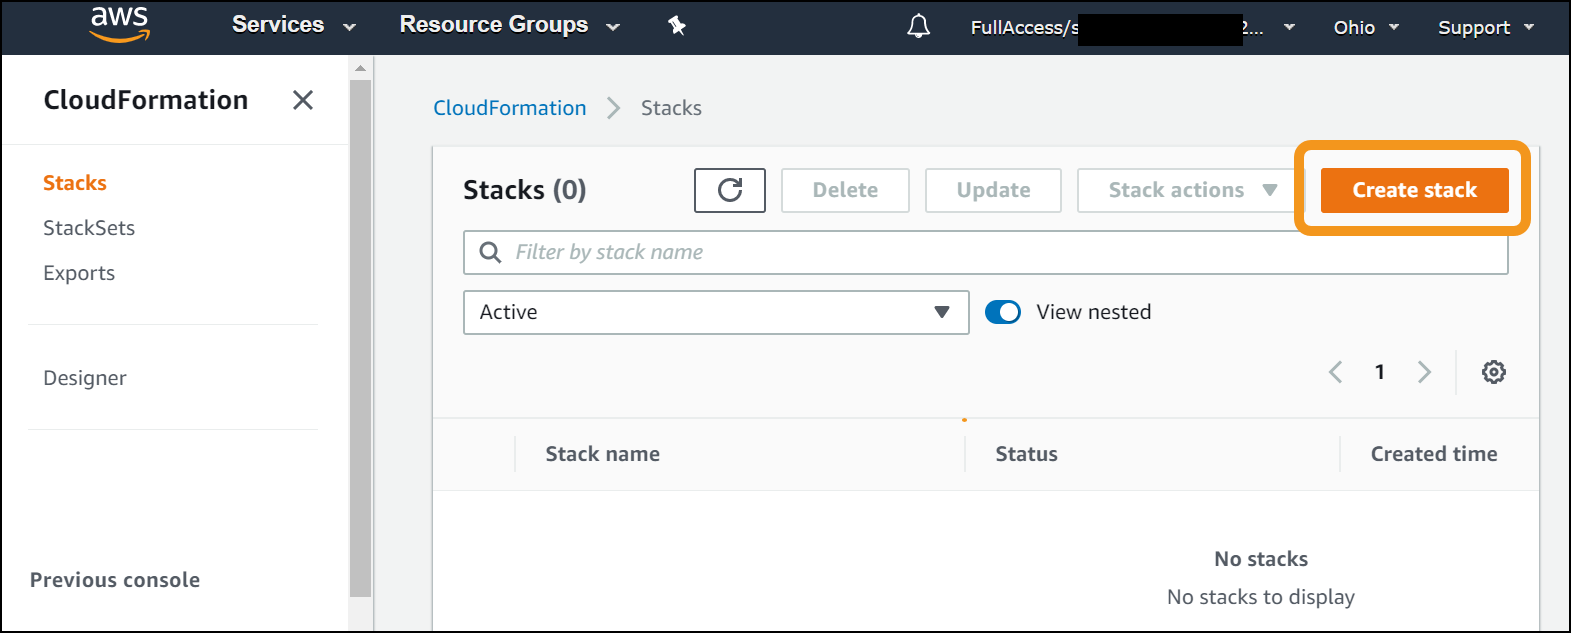 aws Services Resource Groups FullAccess/s 2... Ohio Support
CloudFormation
Stacks
StackSets
Exports
Designer
Previous console
CloudFormation Stacks
Stacks (0) Delete Update Stack actions Create stack
Filter by stack name
Active View nested
1
Stack name Status Created time
No stacks
No stacks to display